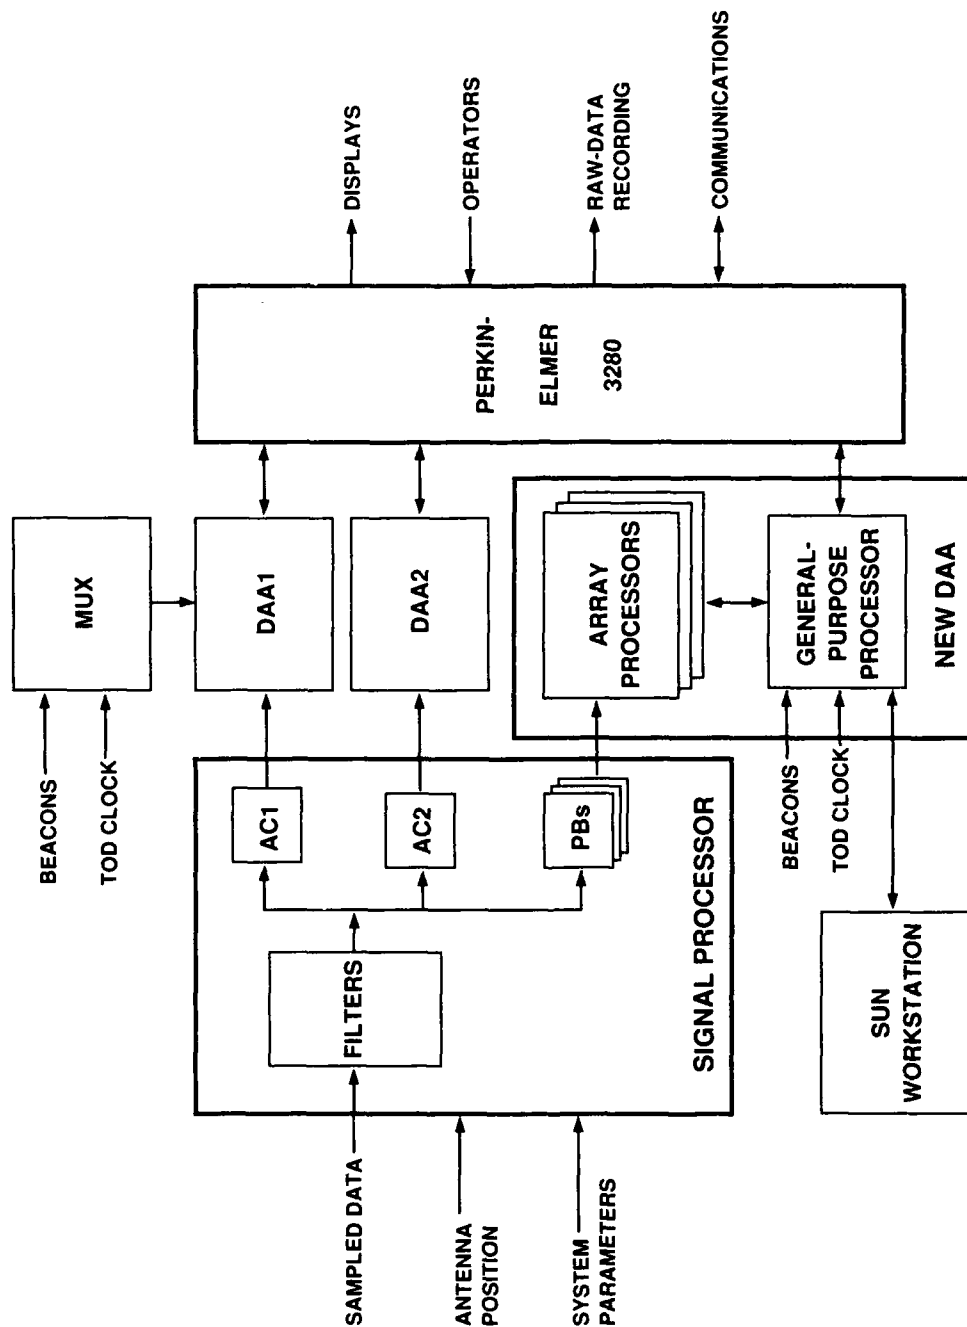 BEACONS
TOD CLOCK
MUX
SAMPLED DATA
ANTENNA
POSITION
SYSTEM
PARAMETERS
FILTERS
AC1
AC2
PBs
SIGNAL PROCESSOR
DAA1
DAA2
ARRAY
PROCESSORS
BEACONS
TOD CLOCK
GENERAL-
PURPOSE
PROCESSOR
NEW DAA
SUN
WORKSTATION
PERKIN-
ELMER
3280
DISPLAYS
OPERATORS
RAW-DATA
RECORDING
COMMUNICATIONS